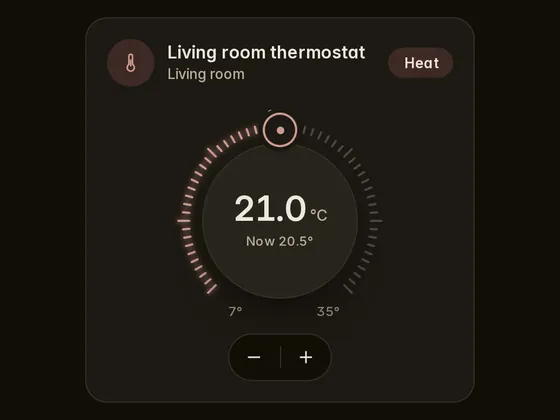 Living room thermostat
Living room
Heat
21.0 °C
Now 20.5°
7°
35°
− +